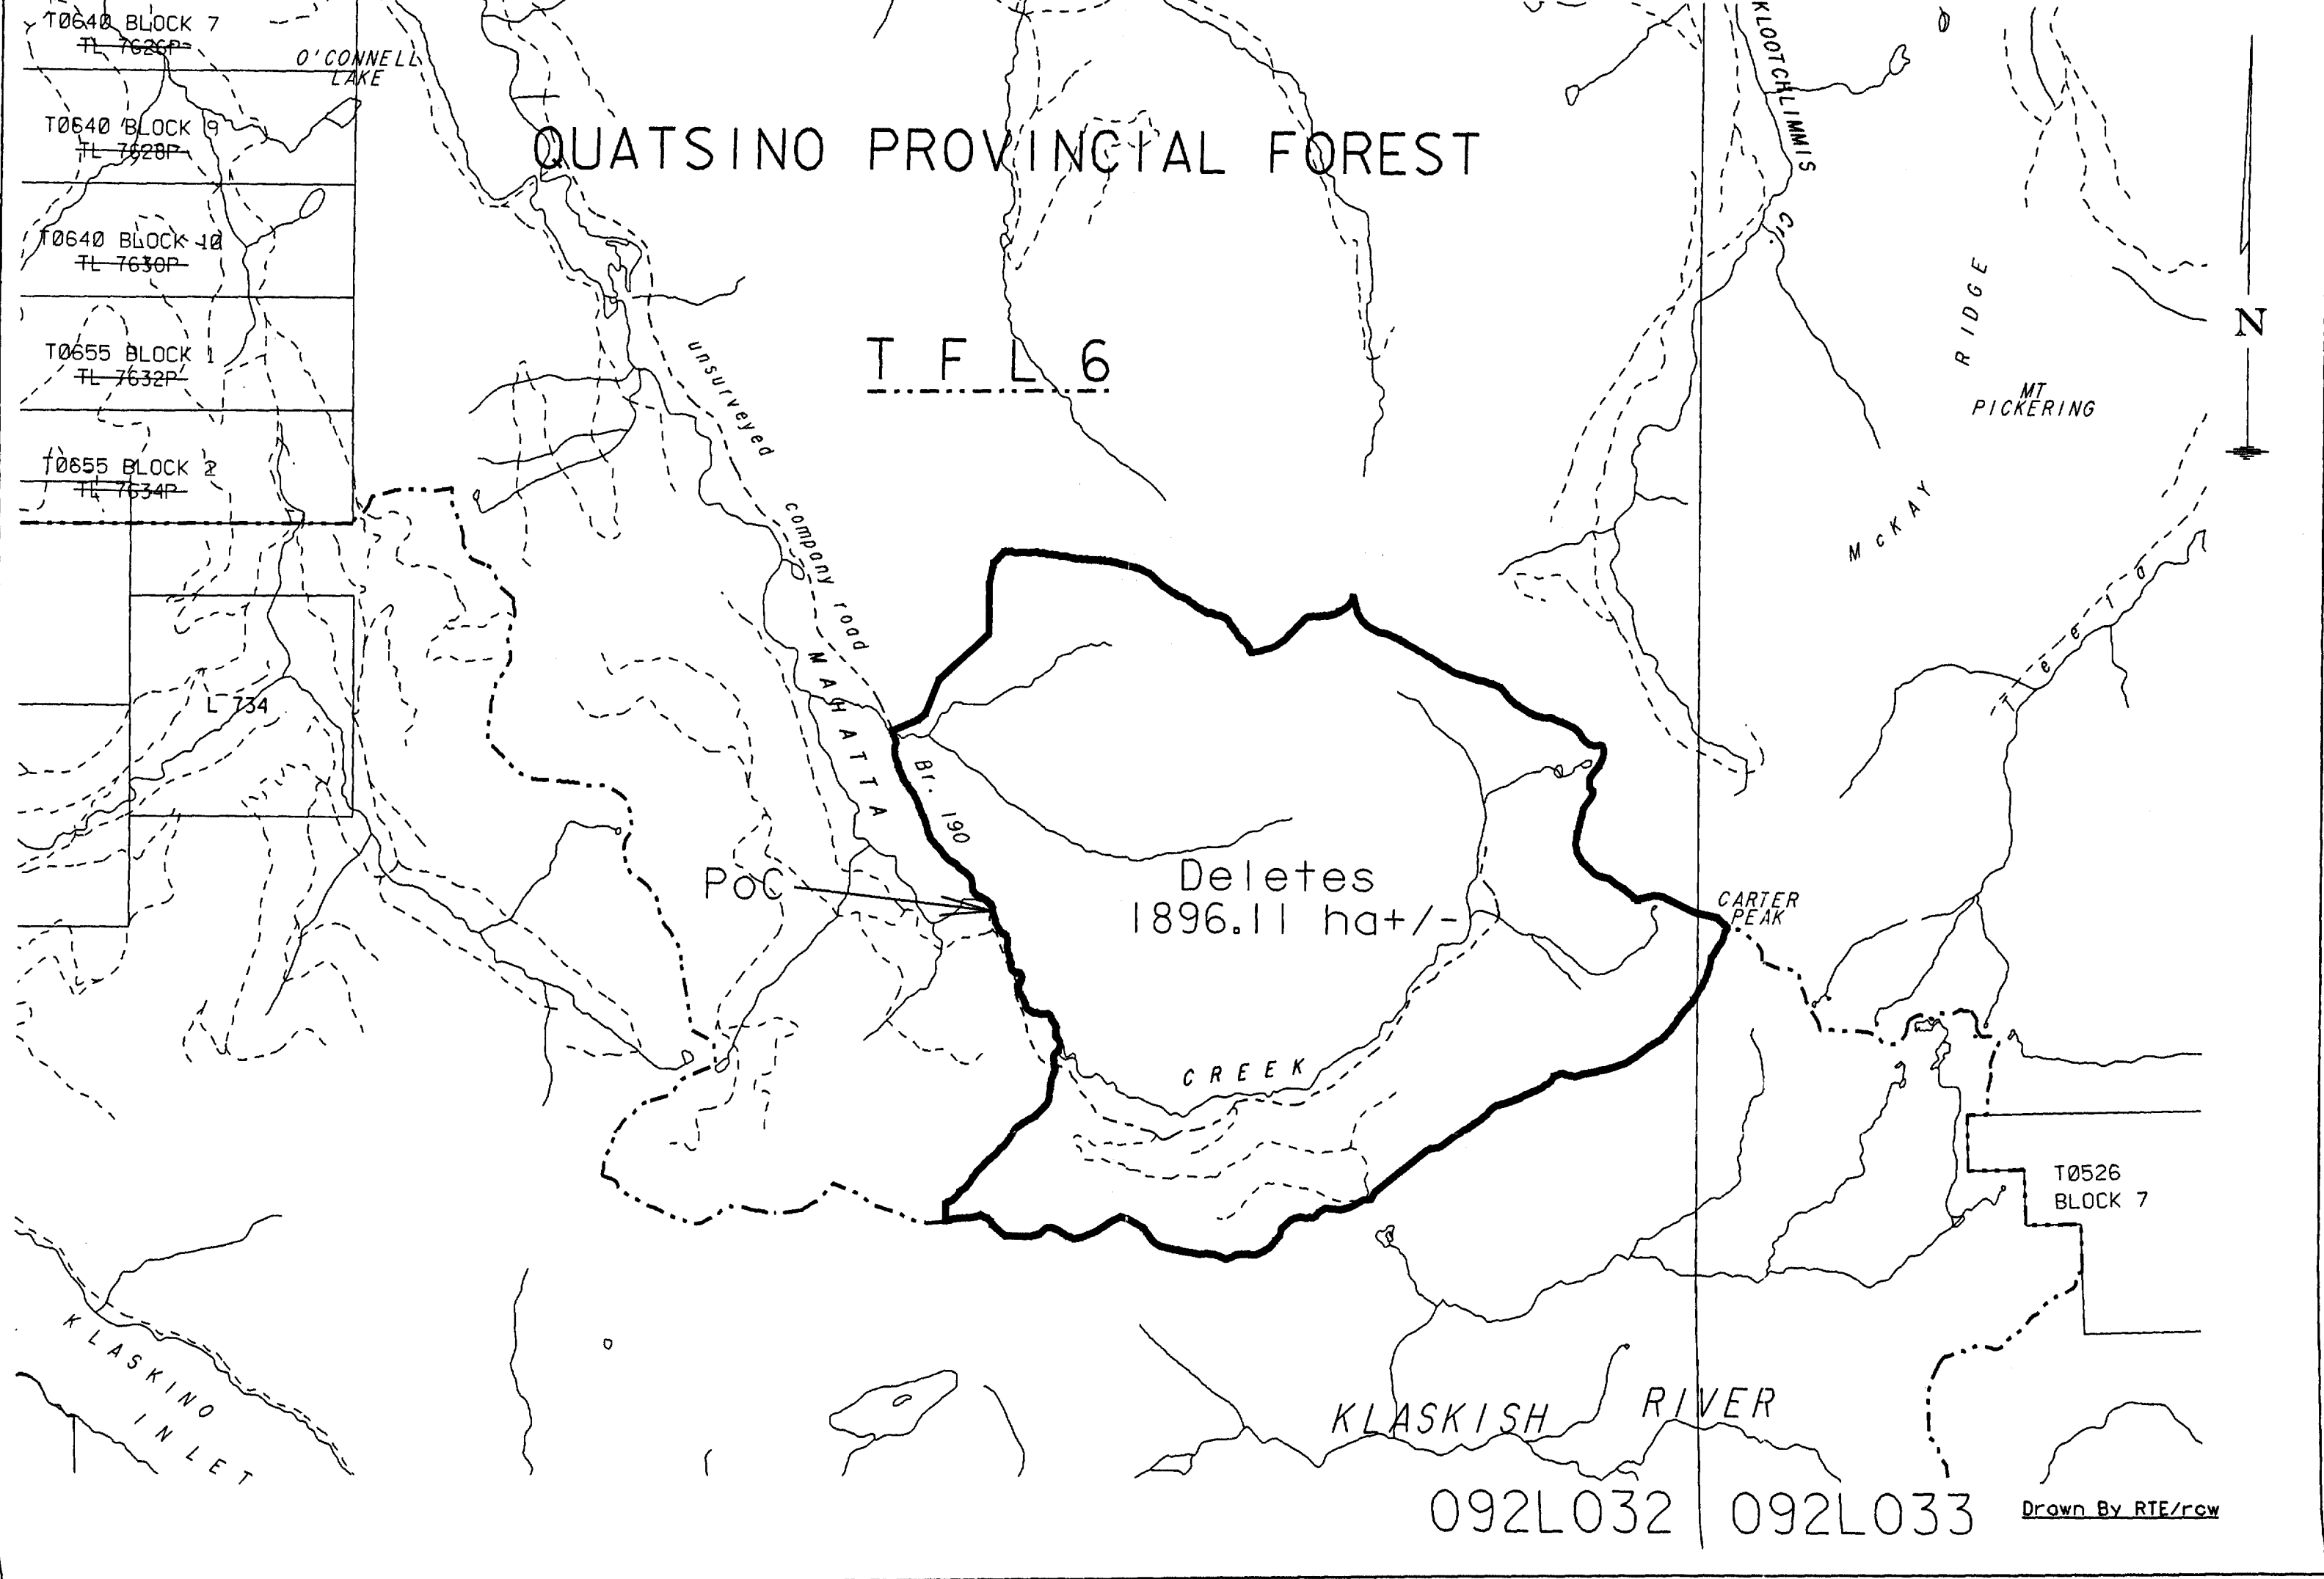 T0640 BLOCK 7
TL 7626P
O'CONNELL
LAKE
T0640 BLOCK 9
TL 7628P
T0640 BLOCK 10
TL 7630P
T0655 BLOCK 1
TL 7632P
T0655 BLOCK 2
TL 7634P
L 734
QUATSINO PROVINCIAL FOREST
TFL 6
KLOOTCHLIMMIS
Cr.
N
MT
PICKERING
McKAY
RIDGE
Teeta
unsurveyed
company road
Br. 190
MAHATTA
CREEK
PoC
Deletes
1896.11 ha+/-
CARTER
PEAK
T0526
BLOCK 7
KLASKINO
INLET
KLASKISH RIVER
092L032
092L033
Drawn By RTE/rcw